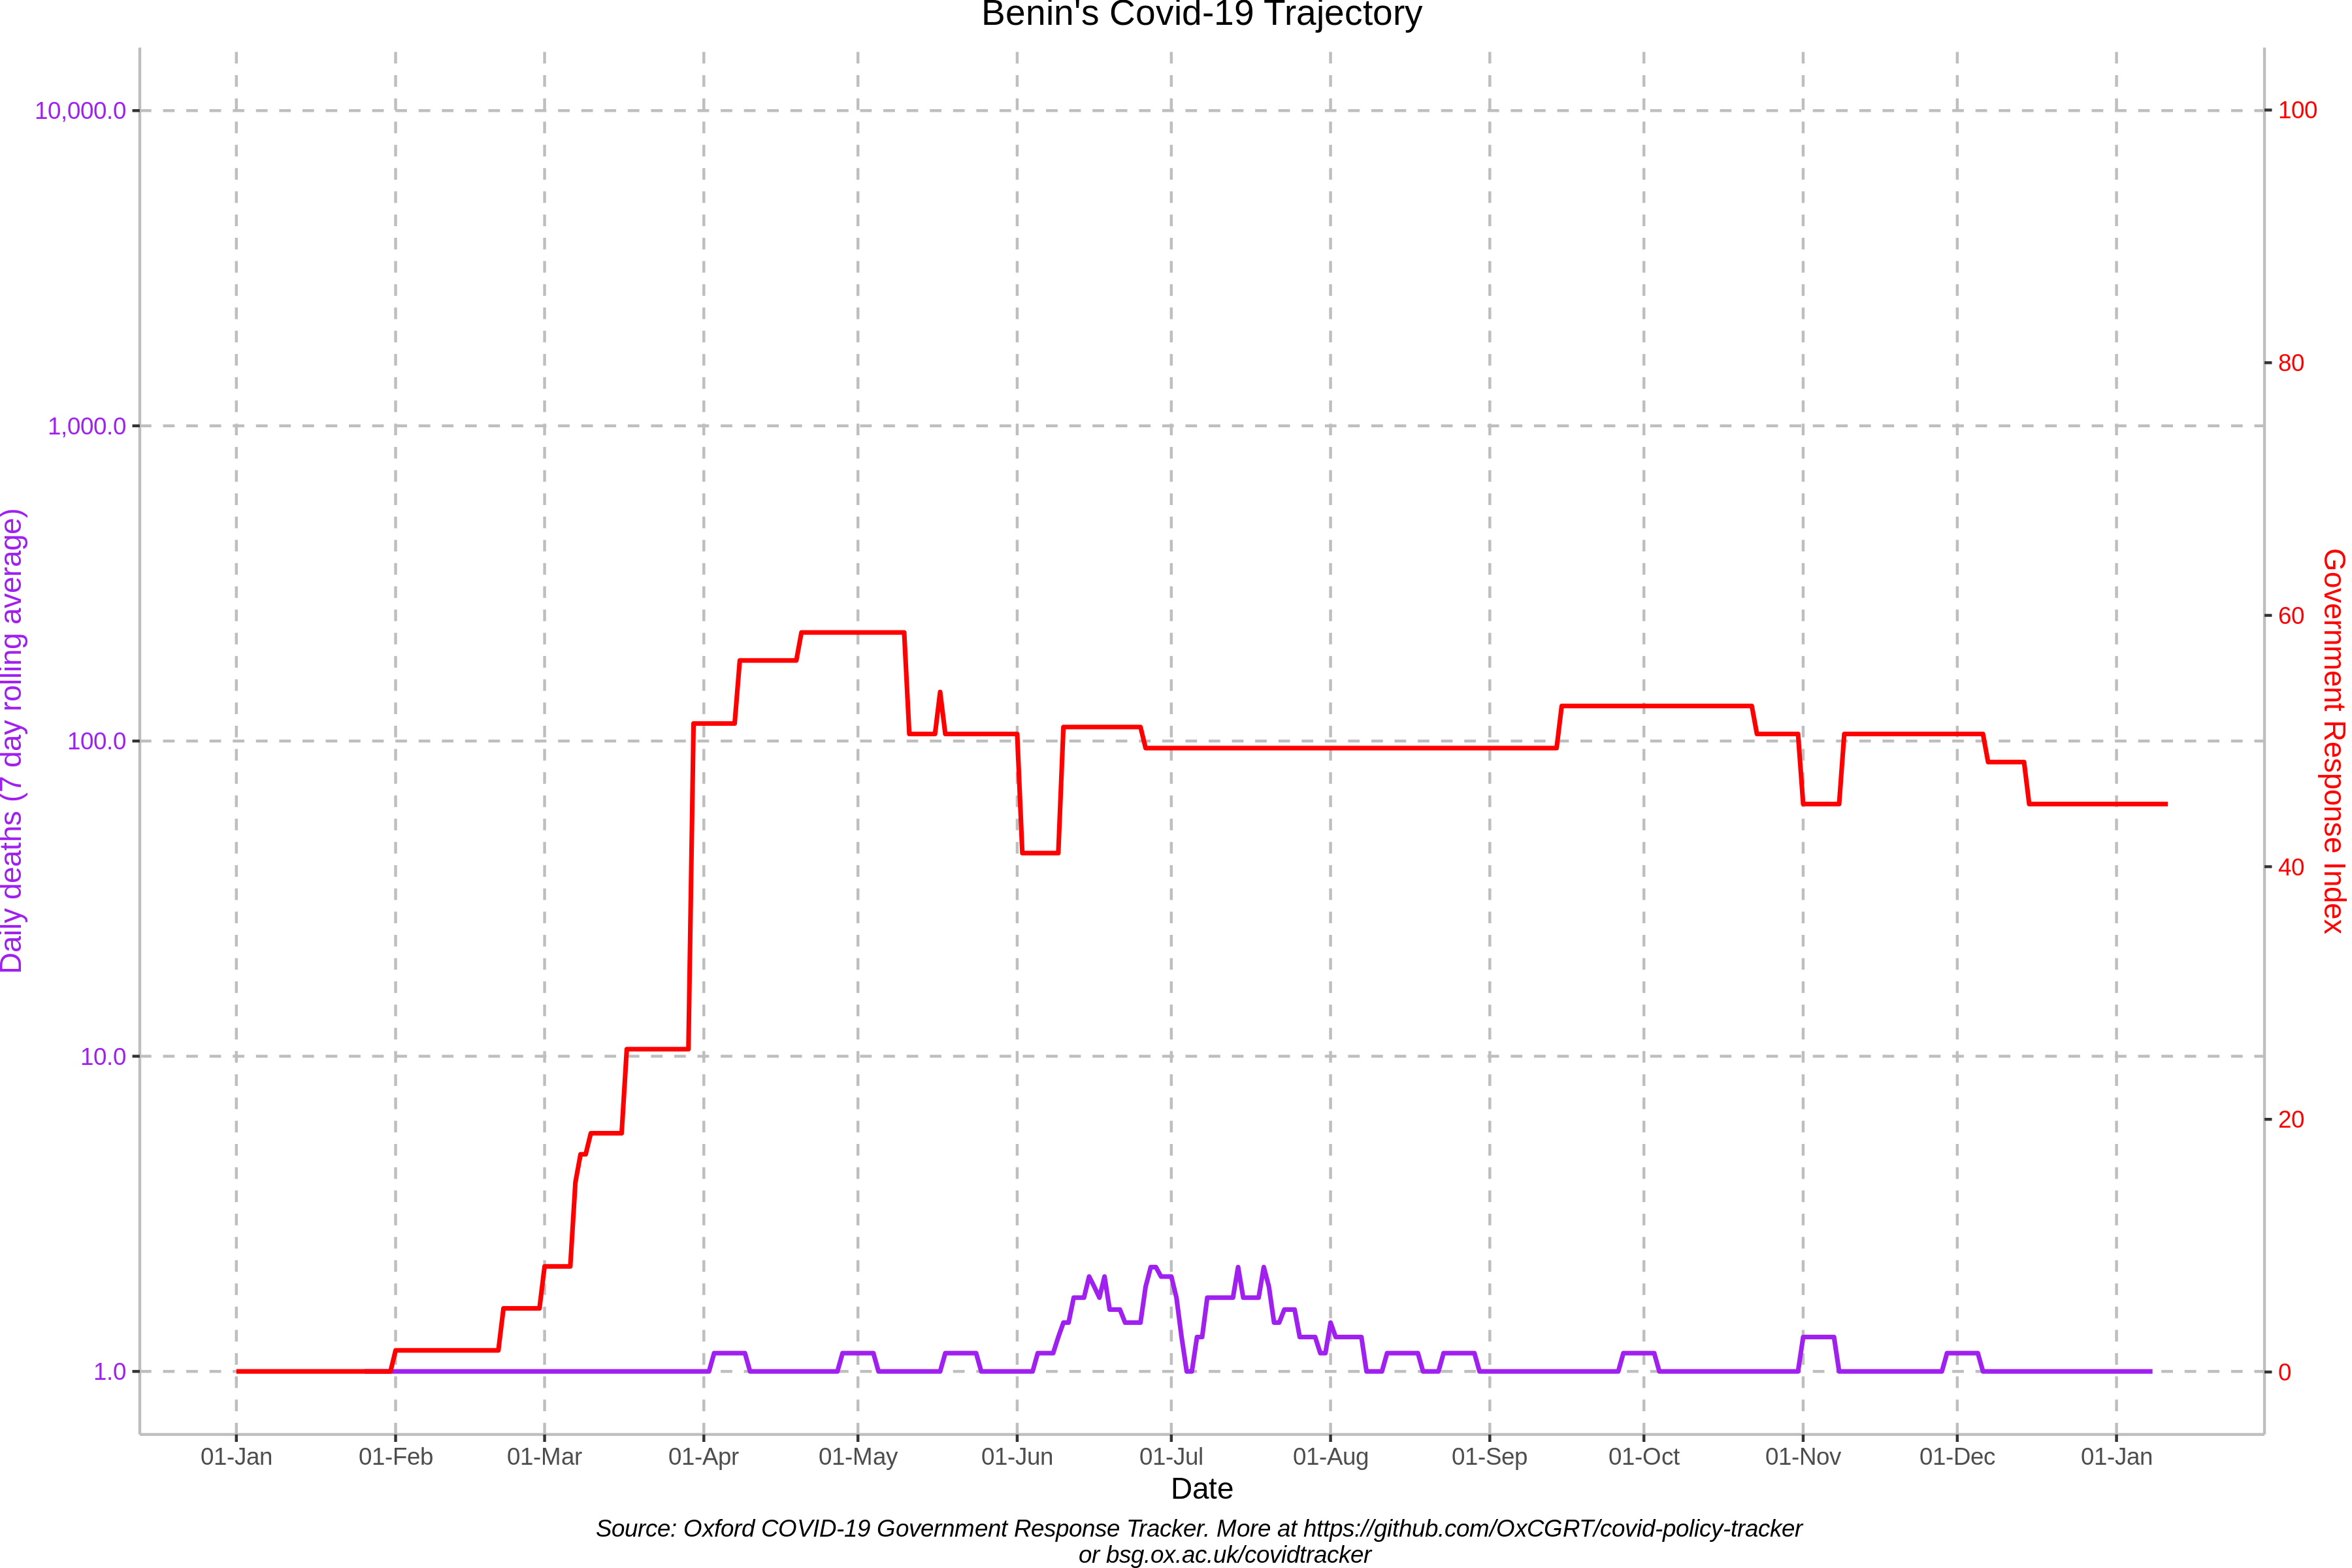 Benin's Covid-19 Trajectory
10,000.0
1,000.0
100.0
10.0
1.0
Daily deaths (7 day rolling average)
100
80
60
40
20
0
Government Response Index
01-Jan 01-Feb 01-Mar 01-Apr 01-May 01-Jun 01-Jul 01-Aug 01-Sep 01-Oct 01-Nov 01-Dec 01-Jan
Date
Source: Oxford COVID-19 Government Response Tracker. More at https://github.com/OxCGRT/covid-policy-tracker
or bsg.ox.ac.uk/covidtracker